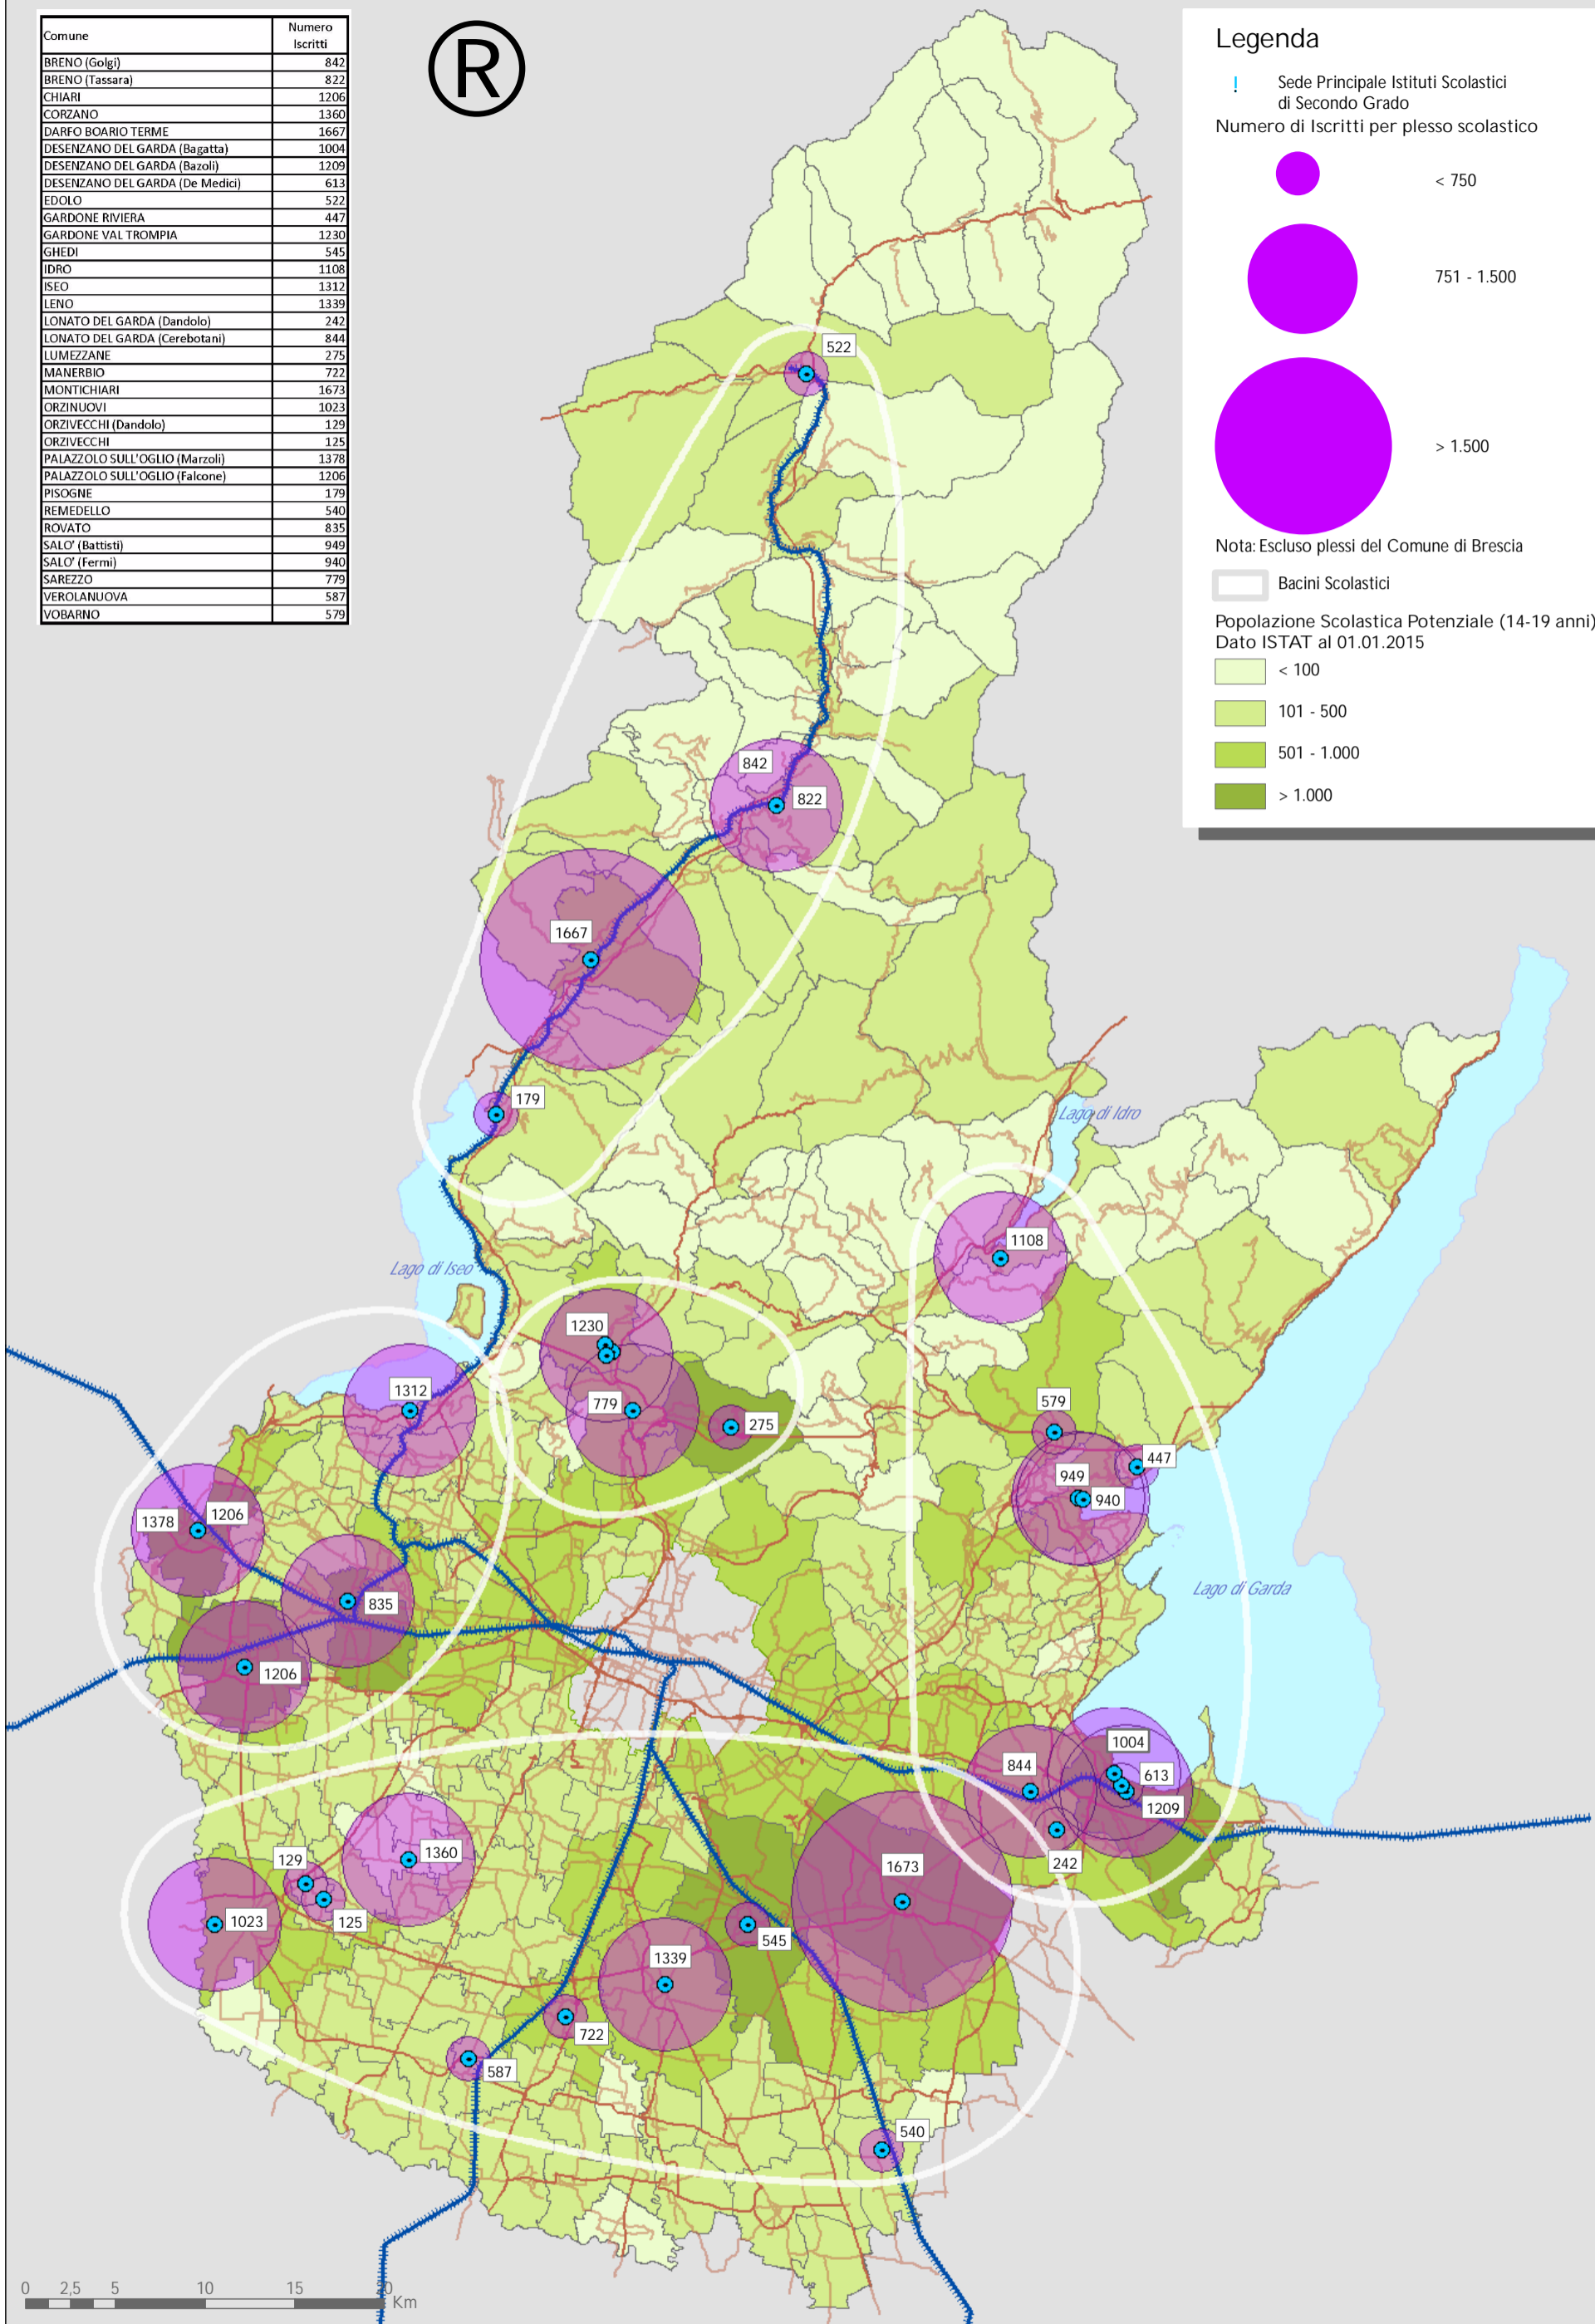 Comune Numero Iscritti
BRENO (Golgi) 842
BRENO (Tassara) 822
CHIARI 1206
CORZANO 1360
DARFO BOARIO TERME 1667
DESENZANO DEL GARDA (Bagatta) 1004
DESENZANO DEL GARDA (Bazoli) 1209
DESENZANO DEL GARDA (De Medici) 613
EDOLO 522
GARDONE RIVIERA 447
GARDONE VAL TROMPIA 1230
GHEDI 545
IDRO 1108
ISEO 1312
LENO 1339
LONATO DEL GARDA (Dandolo) 242
LONATO DEL GARDA (Cerebotani) 844
LUMEZZANE 275
MANERBIO 722
MONTICHIARI 1673
ORZINUOVI 1023
ORZIVECCHI (Dandolo) 129
ORZIVECCHI 125
PALAZZOLO SULL'OGLIO (Marzoli) 1378
PALAZZOLO SULL'OGLIO (Falcone) 1206
PISOGNE 179
REMEDELLO 540
ROVATO 835
SALO' (Battisti) 949
SALO' (Fermi) 940
SAREZZO 779
VEROLANUOVA 587
VOBARNO 579
®
Legenda
! Sede Principale Istituti Scolastici
di Secondo Grado
Numero di Iscritti per plesso scolastico
< 750
751 - 1.500
> 1.500
Nota: Escluso plessi del Comune di Brescia
Bacini Scolastici
Popolazione Scolastica Potenziale (14-19 anni)
Dato ISTAT al 01.01.2015
< 100
101 - 500
501 - 1.000
> 1.000
522
842
822
1667
179
Lago di Idro
1108
Lago di Iseo
1230
1312
779
275
579
447
949
940
1378
1206
835
Lago di Garda
1206
1004
844
613
1209
242
129
1360
1673
125
1023
545
1339
722
587
540
0 2,5 5 10 15 20
Km